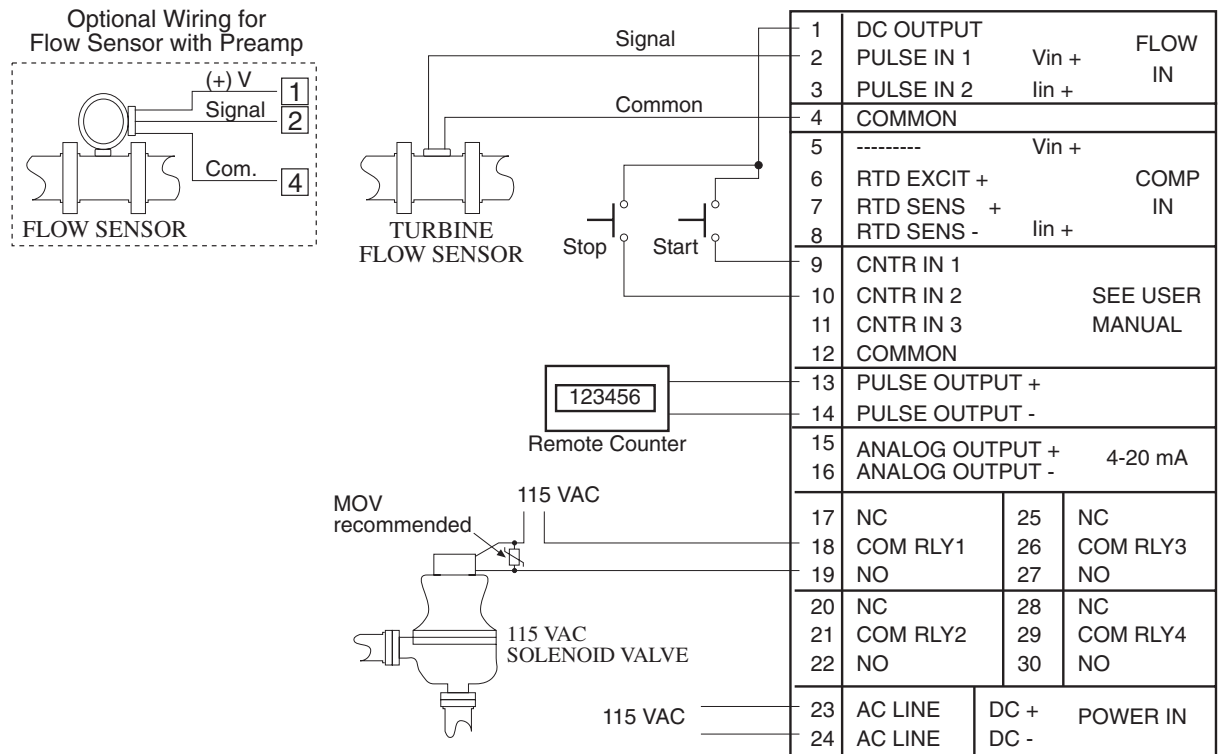 Optional Wiring for
Flow Sensor with Preamp
(+) V
1
Signal
2
Com.
4
FLOW SENSOR
Signal
Common
TURBINE
FLOW SENSOR
Stop
Start
123456
Remote Counter
MOV
recommended
115 VAC
115 VAC
SOLENOID VALVE
115 VAC
1 DC OUTPUT
2 PULSE IN 1 Vin +
FLOW
IN
3 PULSE IN 2 Iin +
4 COMMON
5 --------- Vin +
6 RTD EXCIT + COMP
7 RTD SENS + IN
8 RTD SENS - Iin +
9 CNTR IN 1
10 CNTR IN 2 SEE USER
11 CNTR IN 3 MANUAL
12 COMMON
13 PULSE OUTPUT +
14 PULSE OUTPUT -
15 ANALOG OUTPUT +
4-20 mA
16 ANALOG OUTPUT -
17 NC 25 NC
18 COM RLY1 26 COM RLY3
19 NO 27 NO
20 NC 28 NC
21 COM RLY2 29 COM RLY4
22 NO 30 NO
23 AC LINE DC +
POWER IN
24 AC LINE DC -